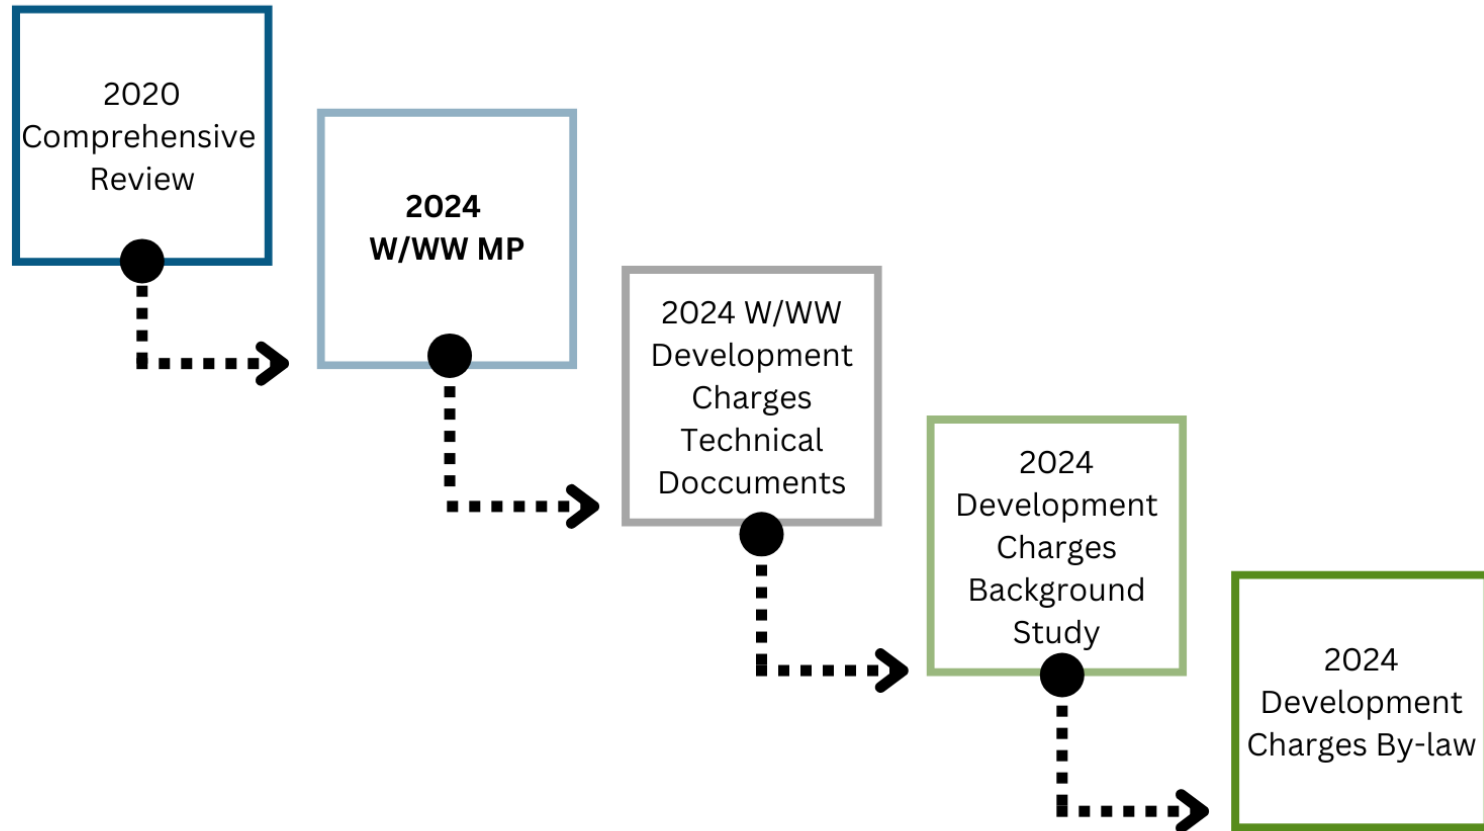 2020
Comprehensive
Review
2024
W/WW MP
2024 W/WW
Development
Charges
Technical
Doccuments
2024
Development
Charges
Background
Study
2024
Development
Charges By-law